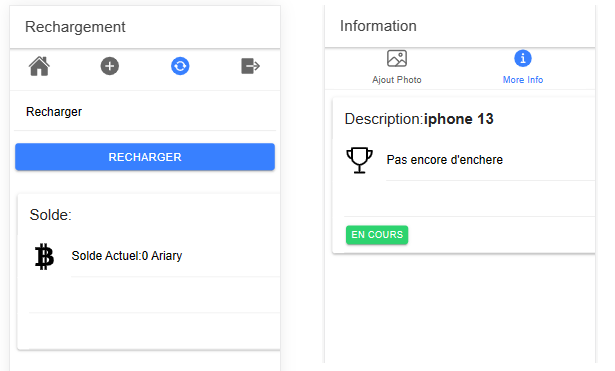 Rechargement
Recharger
RECHARGER
Solde:
Solde Actuel:0 Ariary
Information
Ajout Photo
More Info
Description:iphone 13
Pas encore d'enchere
EN COURS